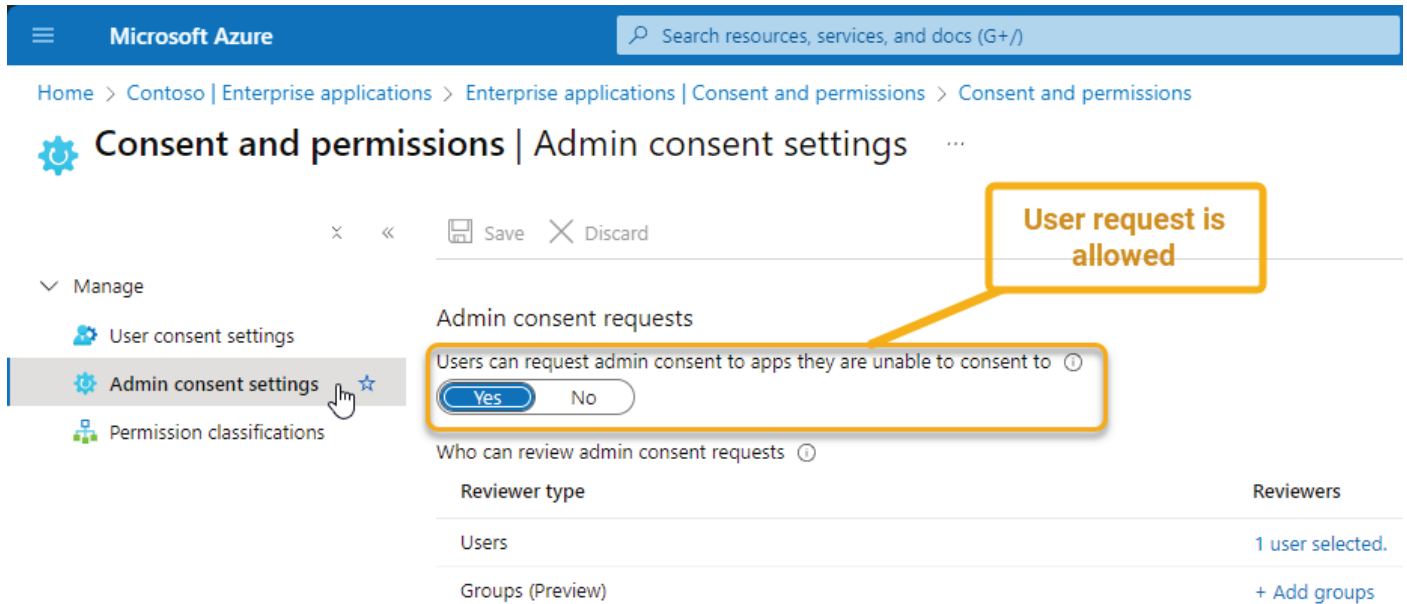 Microsoft Azure
Search resources, services, and docs (G+/)
Home > Contoso | Enterprise applications > Enterprise applications | Consent and permissions > Consent and permissions
Consent and permissions | Admin consent settings ...
User request is
allowed
Save Discard
Manage
User consent settings
Admin consent settings
Permission classifications
Admin consent requests
Users can request admin consent to apps they are unable to consent to
Yes No
Who can review admin consent requests
Reviewer type Reviewers
Users 1 user selected.
Groups (Preview) + Add groups